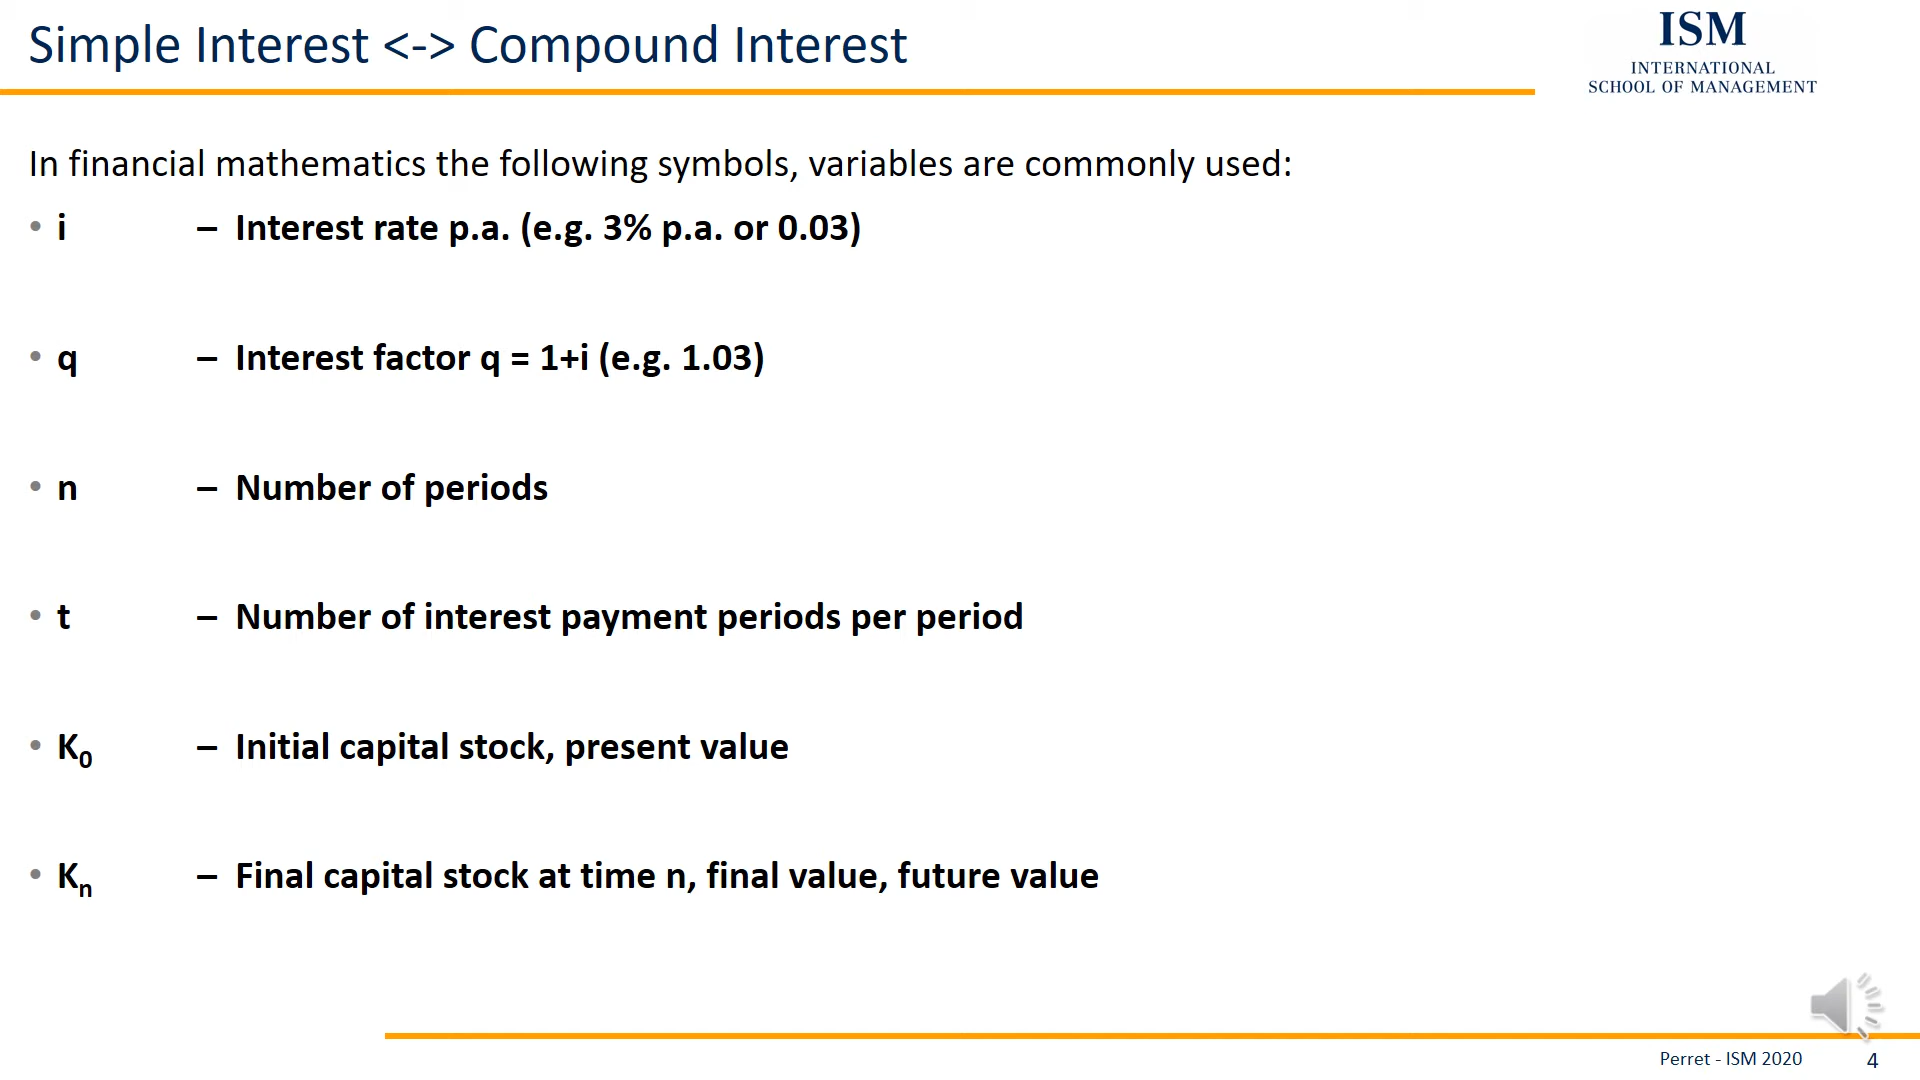 Simple Interest <-> Compound Interest
ISM
INTERNATIONAL
SCHOOL OF MANAGEMENT
In financial mathematics the following symbols, variables are commonly used:
• i – Interest rate p.a. (e.g. 3% p.a. or 0.03)
• q – Interest factor q = 1+i (e.g. 1.03)
• n – Number of periods
• t – Number of interest payment periods per period
• K₀ – Initial capital stock, present value
• Kₙ – Final capital stock at time n, final value, future value
Perret - ISM 2020 4